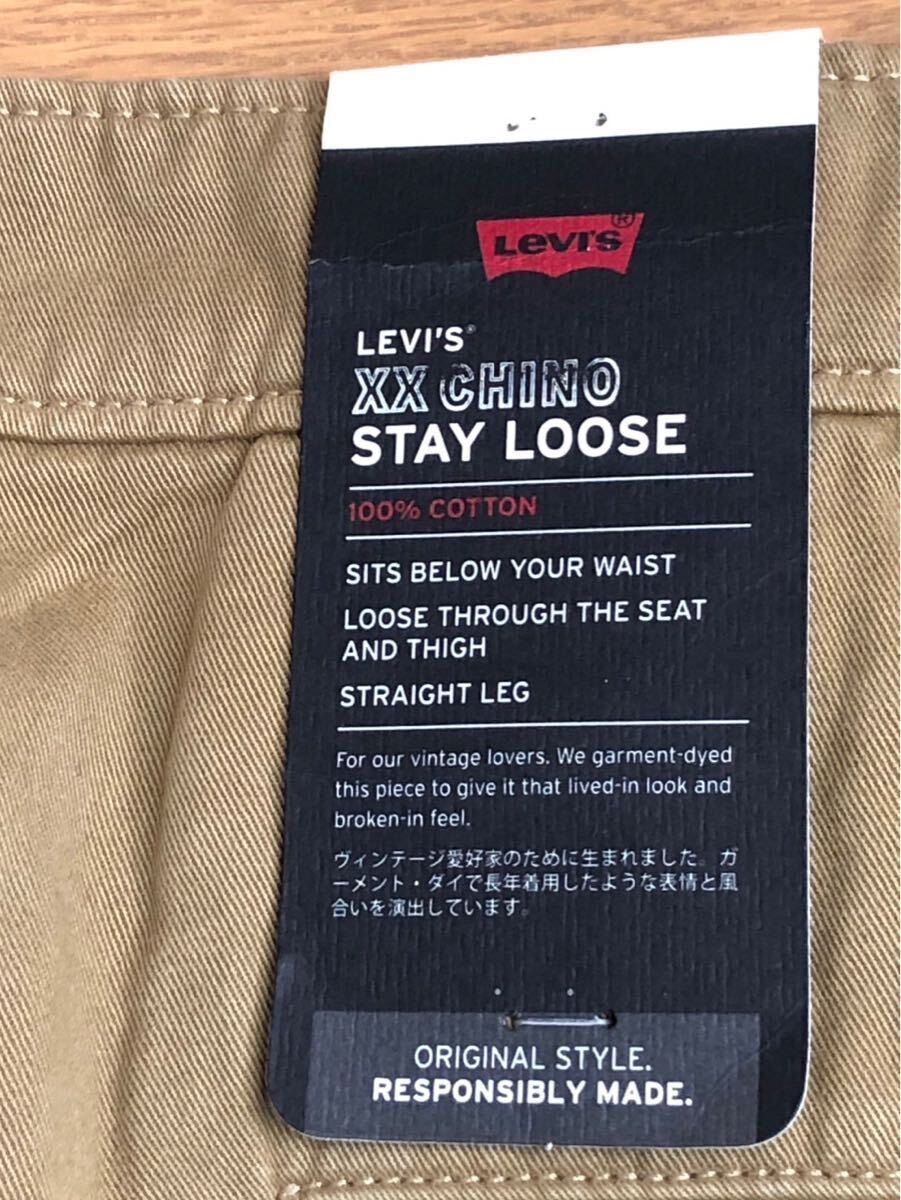 Levi's®
LEVI'S®
XX CHINO
STAY LOOSE
100% COTTON
SITS BELOW YOUR WAIST
LOOSE THROUGH THE SEAT
AND THIGH
STRAIGHT LEG
For our vintage lovers. We garment-dyed
this piece to give it that lived-in look and
broken-in feel.
ヴィンテージ愛好家のために生まれました。ガ
ーメント・ダイで長年着用したような表情と風
合いを演出しています。
ORIGINAL STYLE.
RESPONSIBLY MADE.